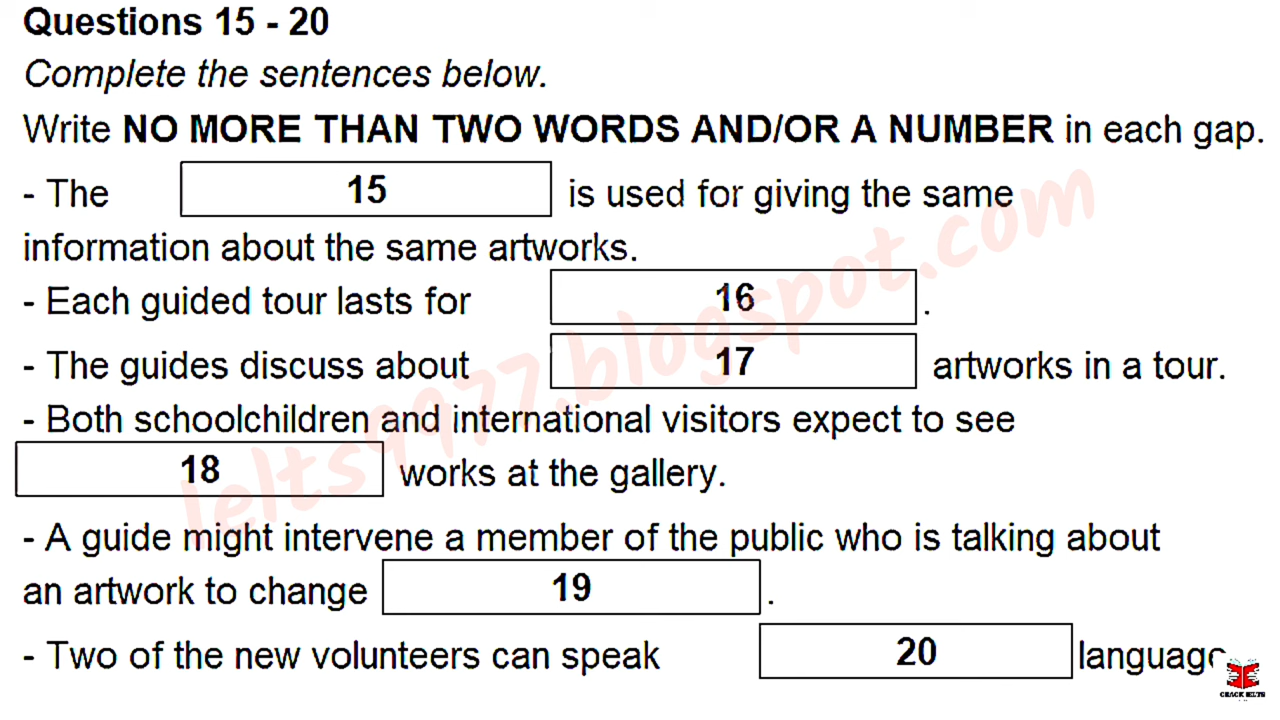 Questions 15 - 20
Complete the sentences below.
Write NO MORE THAN TWO WORDS AND/OR A NUMBER in each gap.
- The 15 is used for giving the same
information about the same artworks.
- Each guided tour lasts for 16 .
- The guides discuss about 17 artworks in a tour.
- Both schoolchildren and international visitors expect to see
18 works at the gallery.
- A guide might intervene a member of the public who is talking about
an artwork to change 19 .
- Two of the new volunteers can speak 20 language
Ielts9977.blogspot.com
CRACK IELTS